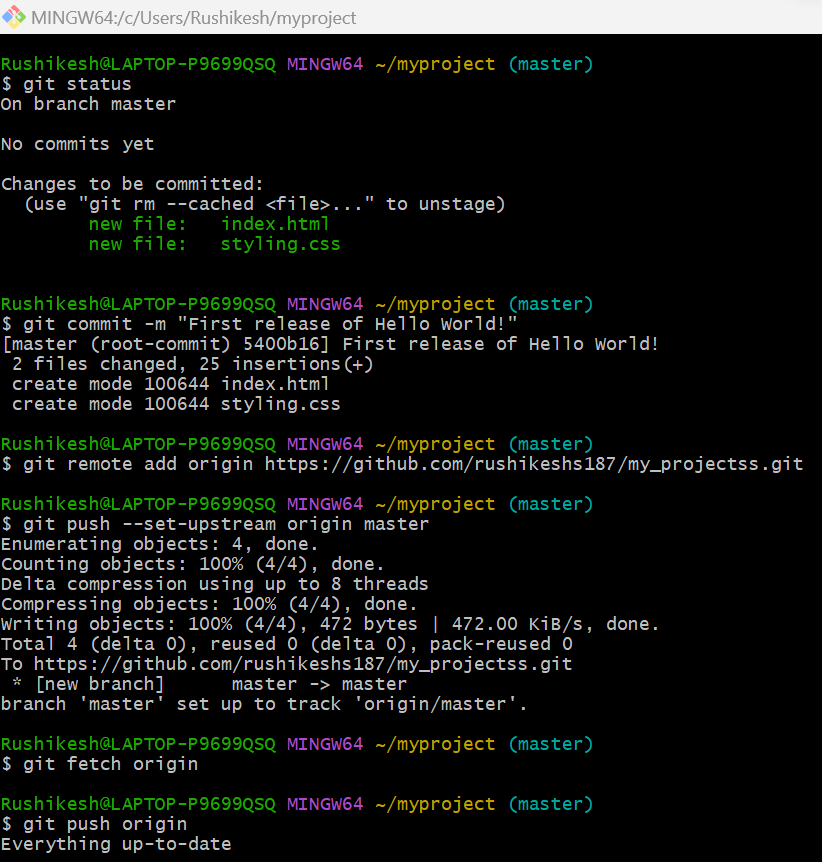 MINGW64:/c/Users/Rushikesh/myproject
Rushikesh@LAPTOP-P9699QSQ MINGW64 ~/myproject (master)
$ git status
On branch master
No commits yet
Changes to be committed:
  (use "git rm --cached <file>..." to unstage)
        new file:   index.html
        new file:   styling.css
Rushikesh@LAPTOP-P9699QSQ MINGW64 ~/myproject (master)
$ git commit -m "First release of Hello World!"
[master (root-commit) 5400b16] First release of Hello World!
 2 files changed, 25 insertions(+)
 create mode 100644 index.html
 create mode 100644 styling.css
Rushikesh@LAPTOP-P9699QSQ MINGW64 ~/myproject (master)
$ git remote add origin https://github.com/rushikeshs187/my_projectss.git
Rushikesh@LAPTOP-P9699QSQ MINGW64 ~/myproject (master)
$ git push --set-upstream origin master
Enumerating objects: 4, done.
Counting objects: 100% (4/4), done.
Delta compression using up to 8 threads
Compressing objects: 100% (4/4), done.
Writing objects: 100% (4/4), 472 bytes | 472.00 KiB/s, done.
Total 4 (delta 0), reused 0 (delta 0), pack-reused 0
To https://github.com/rushikeshs187/my_projectss.git
 * [new branch]      master -> master
branch 'master' set up to track 'origin/master'.
Rushikesh@LAPTOP-P9699QSQ MINGW64 ~/myproject (master)
$ git fetch origin
Rushikesh@LAPTOP-P9699QSQ MINGW64 ~/myproject (master)
$ git push origin
Everything up-to-date